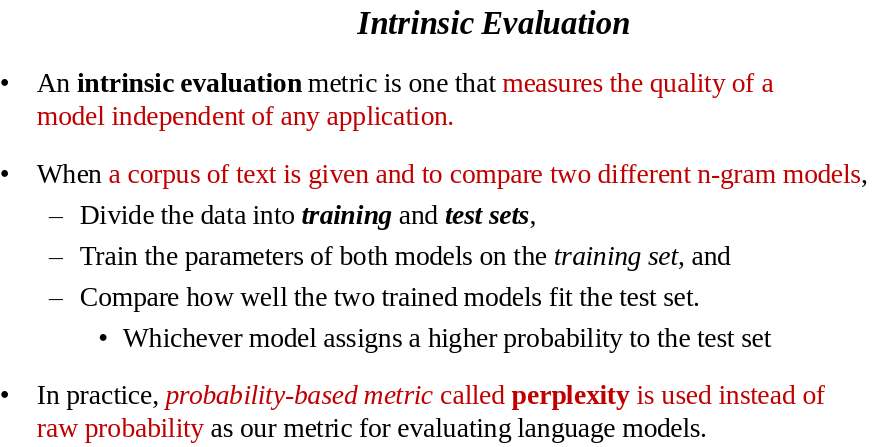 Intrinsic Evaluation
• An intrinsic evaluation metric is one that measures the quality of a
model independent of any application.
• When a corpus of text is given and to compare two different n-gram models,
– Divide the data into training and test sets,
– Train the parameters of both models on the training set, and
– Compare how well the two trained models fit the test set.
• Whichever model assigns a higher probability to the test set
• In practice, probability-based metric called perplexity is used instead of
raw probability as our metric for evaluating language models.